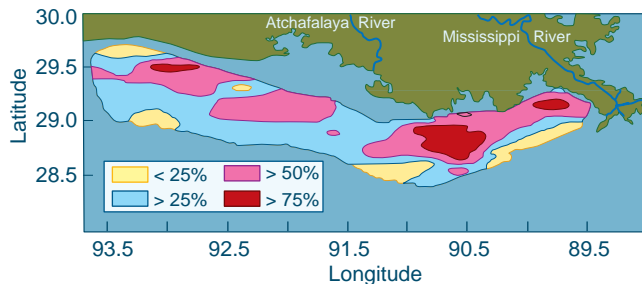 30.0
Atchafalaya River
Mississippi River
29.5
Latitude
29.0
28.5
< 25% > 50%
> 25% > 75%
93.5 92.5 91.5 90.5 89.5
Longitude